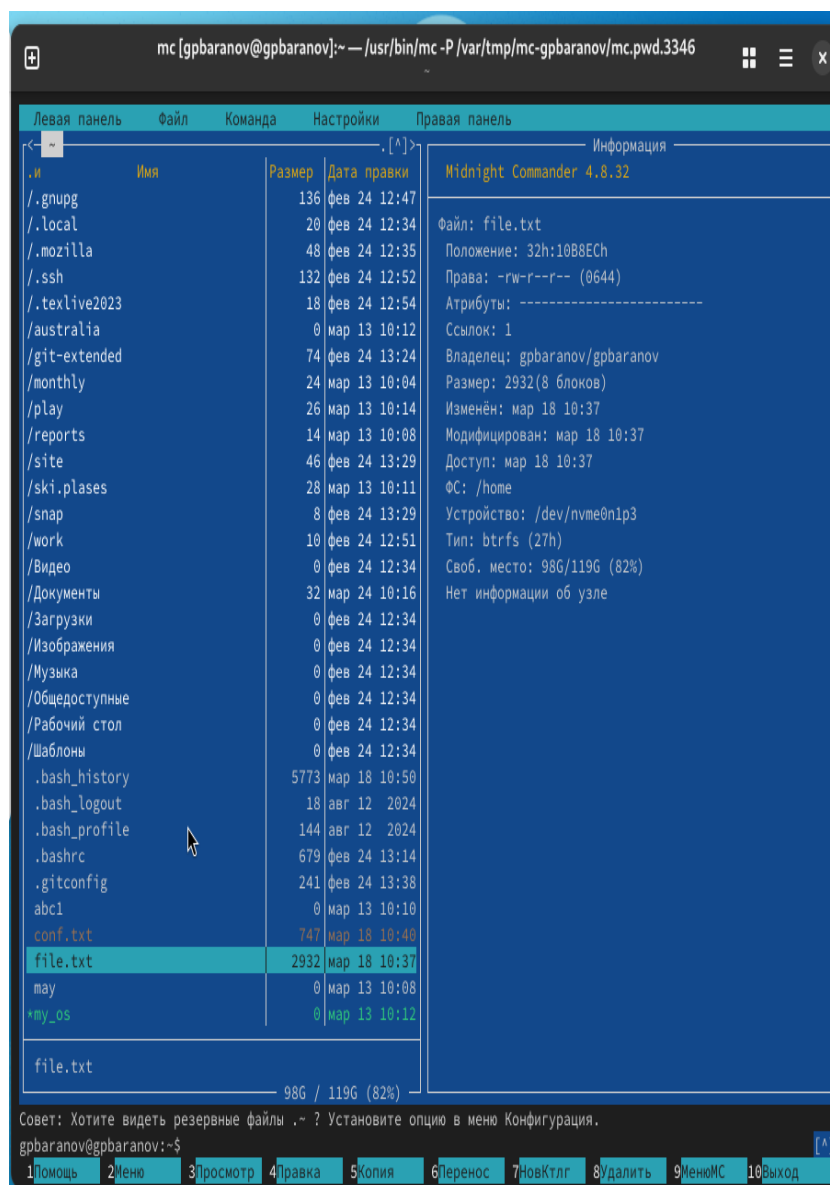 mc [gpbaranov@gpbaranov]:~ — /usr/bin/mc -P /var/tmp/mc-gpbaranov/mc.pwd.3346
~
Левая панель Файл Команда Настройки Правая панель
<- ~ .[^]>
.и Имя Размер Дата правки
/.gnupg 136 фев 24 12:47
/.local 20 фев 24 12:34
/.mozilla 48 фев 24 12:35
/.ssh 132 фев 24 12:52
/.texlive2023 18 фев 24 12:54
/australia 0 мар 13 10:12
/git-extended 74 фев 24 13:24
/monthly 24 мар 13 10:04
/play 26 мар 13 10:14
/reports 14 мар 13 10:08
/site 46 фев 24 13:29
/ski.plases 28 мар 13 10:11
/snap 8 фев 24 13:29
/work 10 фев 24 12:51
/Видео 0 фев 24 12:34
/Документы 32 мар 24 10:16
/Загрузки 0 фев 24 12:34
/Изображения 0 фев 24 12:34
/Музыка 0 фев 24 12:34
/Общедоступные 0 фев 24 12:34
/Рабочий стол 0 фев 24 12:34
/Шаблоны 0 фев 24 12:34
.bash_history 5773 мар 18 10:50
.bash_logout 18 авг 12 2024
.bash_profile 144 авг 12 2024
.bashrc 679 фев 24 13:14
.gitconfig 241 фев 24 13:38
abc1 0 мар 13 10:10
conf.txt 747 мар 18 10:40
file.txt 2932 мар 18 10:37
may 0 мар 13 10:08
*my_os 0 мар 13 10:12
file.txt
98G / 119G (82%)
Информация
Midnight Commander 4.8.32
Файл: file.txt
Положение: 32h:10B8ECh
Права: -rw-r--r-- (0644)
Атрибуты: -------------------------
Ссылок: 1
Владелец: gpbaranov/gpbaranov
Размер: 2932(8 блоков)
Изменён: мар 18 10:37
Модифицирован: мар 18 10:37
Доступ: мар 18 10:37
ФС: /home
Устройство: /dev/nvme0n1p3
Тип: btrfs (27h)
Своб. место: 98G/119G (82%)
Нет информации об узле
Совет: Хотите видеть резервные файлы .~ ? Установите опцию в меню Конфигурация.
gpbaranov@gpbaranov:~$ [^
1Помощь 2Меню 3Просмотр 4Правка 5Копия 6Перенос 7НовКтлг 8Удалить 9МенюМС 10Выход